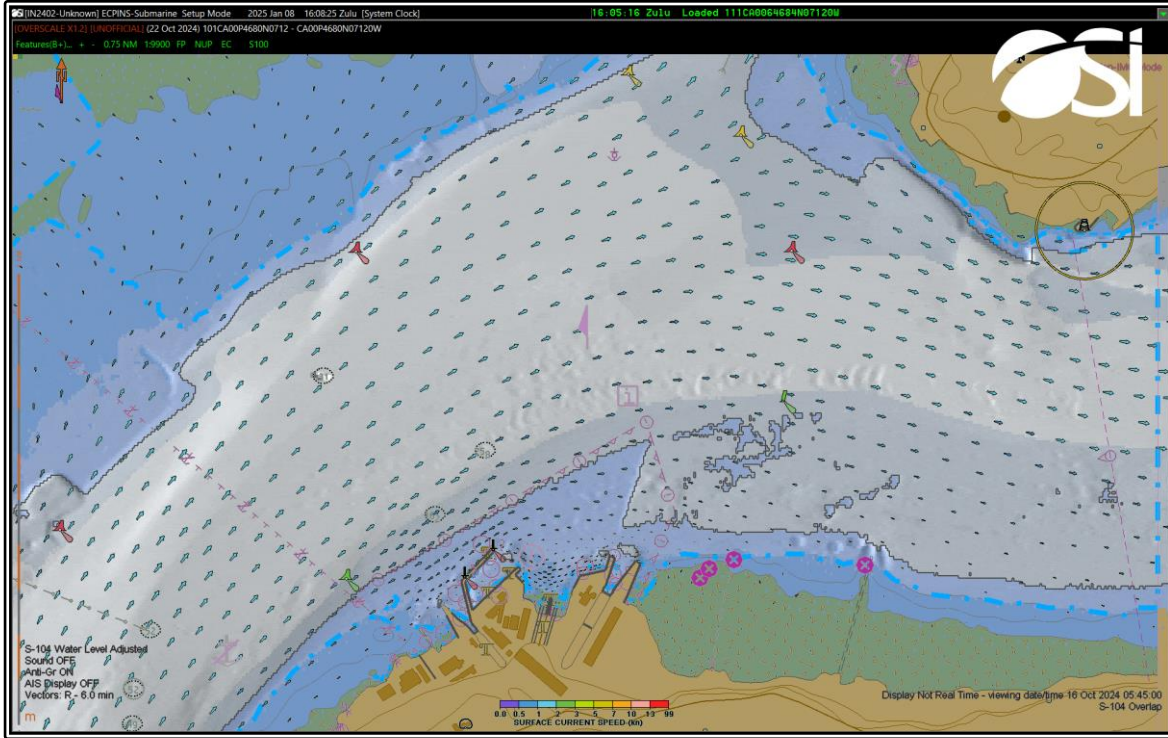 [IN2402-Unknown] ECPINS-Submarine Setup Mode 2025 Jan 08 16:08:25 Zulu [System Clock]
16:05:16 Zulu Loaded 111CA0064684N07120W
[OVERSCALE X1.2] [UNOFFICIAL] (22 Oct 2024) 101CA00P4680N0712 - CA00P4680N07120W
Features(B+)... + - 0.75 NM 1:9900 FP NUP EC S100
OSI
Mode
S-104 Water Level Adjusted
Sound OFF
Anti-Gr ON
AIS Display OFF
Vectors: R - 6.0 min
m
Display Not Real Time - viewing date/time 16 Oct 2024 05:45:00
S-104 Overlap
0.0 0.5 1 2 3 5 7 10 13 99
SURFACE CURRENT SPEED (kn)